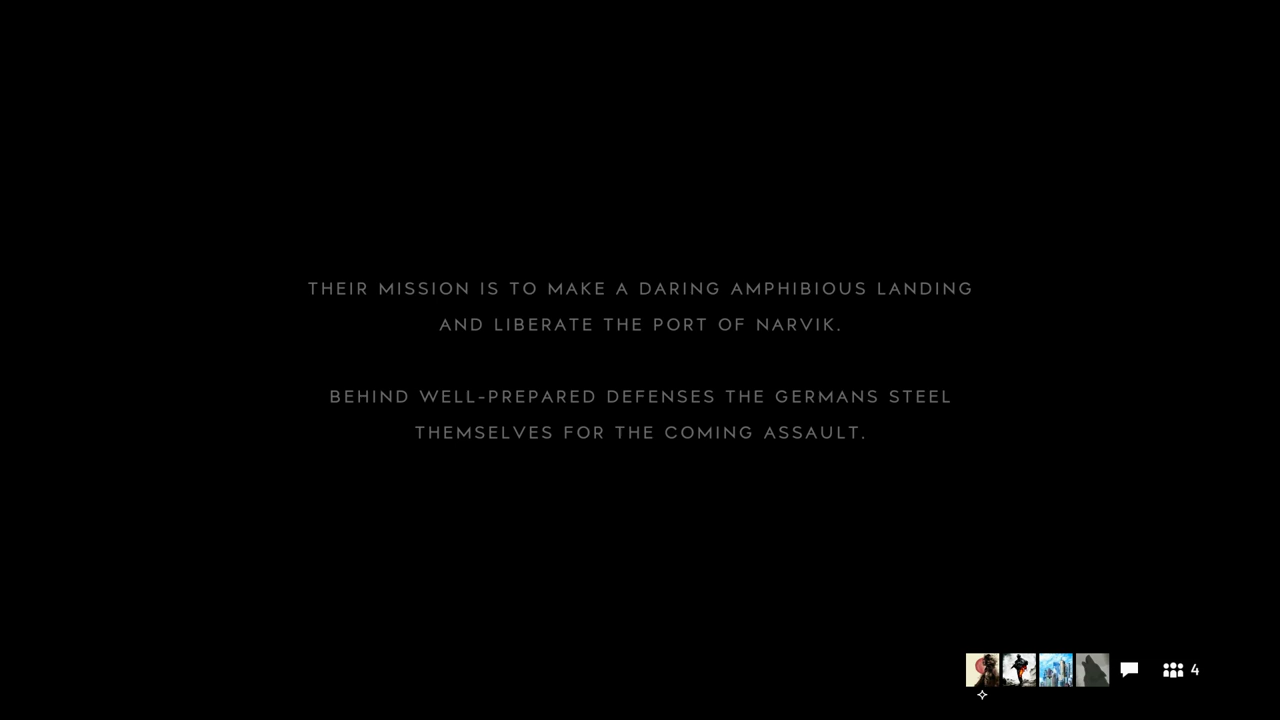 THEIR MISSION IS TO MAKE A DARING AMPHIBIOUS LANDING
AND LIBERATE THE PORT OF NARVIK.
BEHIND WELL-PREPARED DEFENSES THE GERMANS STEEL
THEMSELVES FOR THE COMING ASSAULT.
4